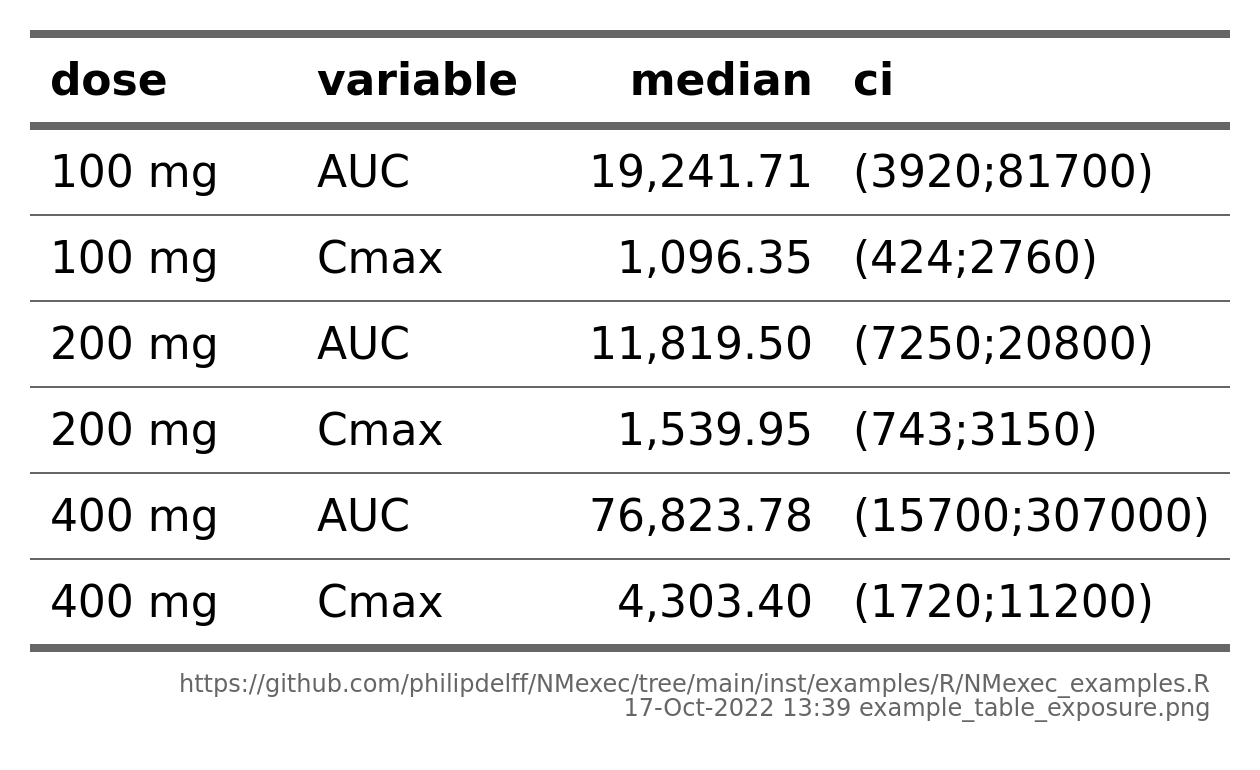 dose variable median ci
100 mg AUC 19,241.71 (3920;81700)
100 mg Cmax 1,096.35 (424;2760)
200 mg AUC 11,819.50 (7250;20800)
200 mg Cmax 1,539.95 (743;3150)
400 mg AUC 76,823.78 (15700;307000)
400 mg Cmax 4,303.40 (1720;11200)
https://github.com/philipdelff/NMexec/tree/main/inst/examples/R/NMexec_examples.R
17-Oct-2022 13:39 example_table_exposure.png